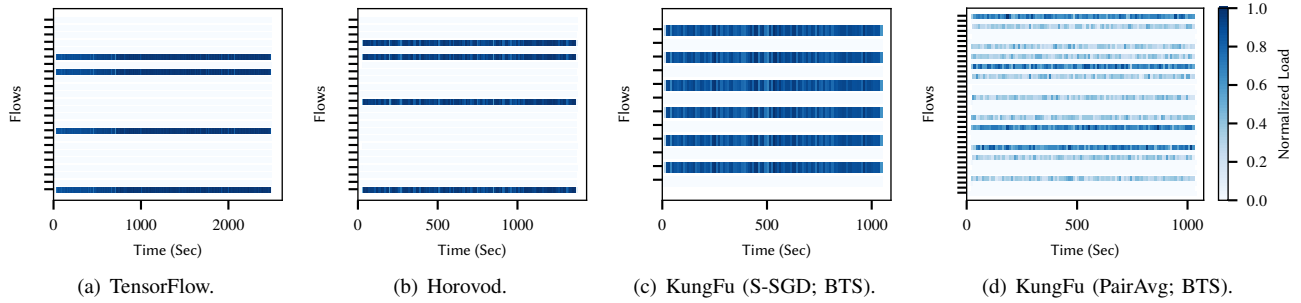 Flows
0 1000 2000
Time (Sec)
(a) TensorFlow.
Flows
0 500 1000
Time (Sec)
(b) Horovod.
Flows
0 500 1000
Time (Sec)
(c) KungFu (S-SGD; BTS).
Flows
0 500 1000
Time (Sec)
(d) KungFu (PairAvg; BTS).
1.0
0.8
0.6
0.4
0.2
0.0
Normalized Load